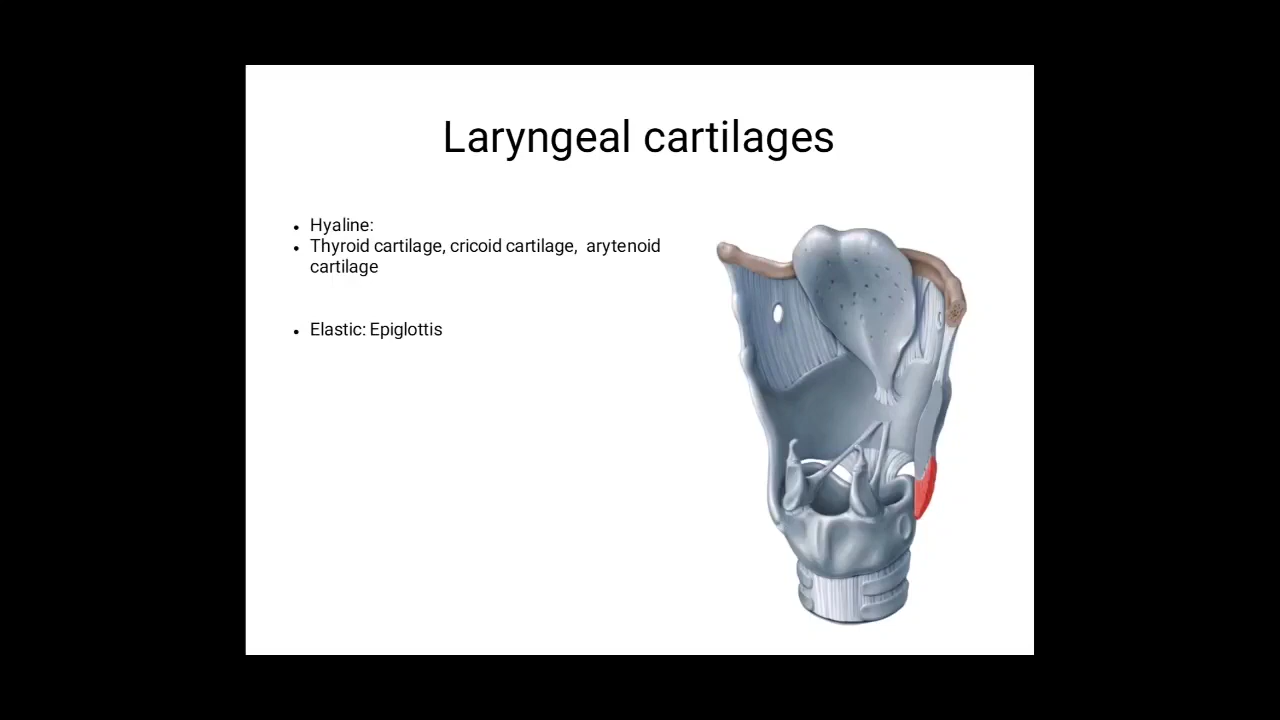 Laryngeal cartilages
• Hyaline:
• Thyroid cartilage, cricoid cartilage,  arytenoid
cartilage
• Elastic: Epiglottis